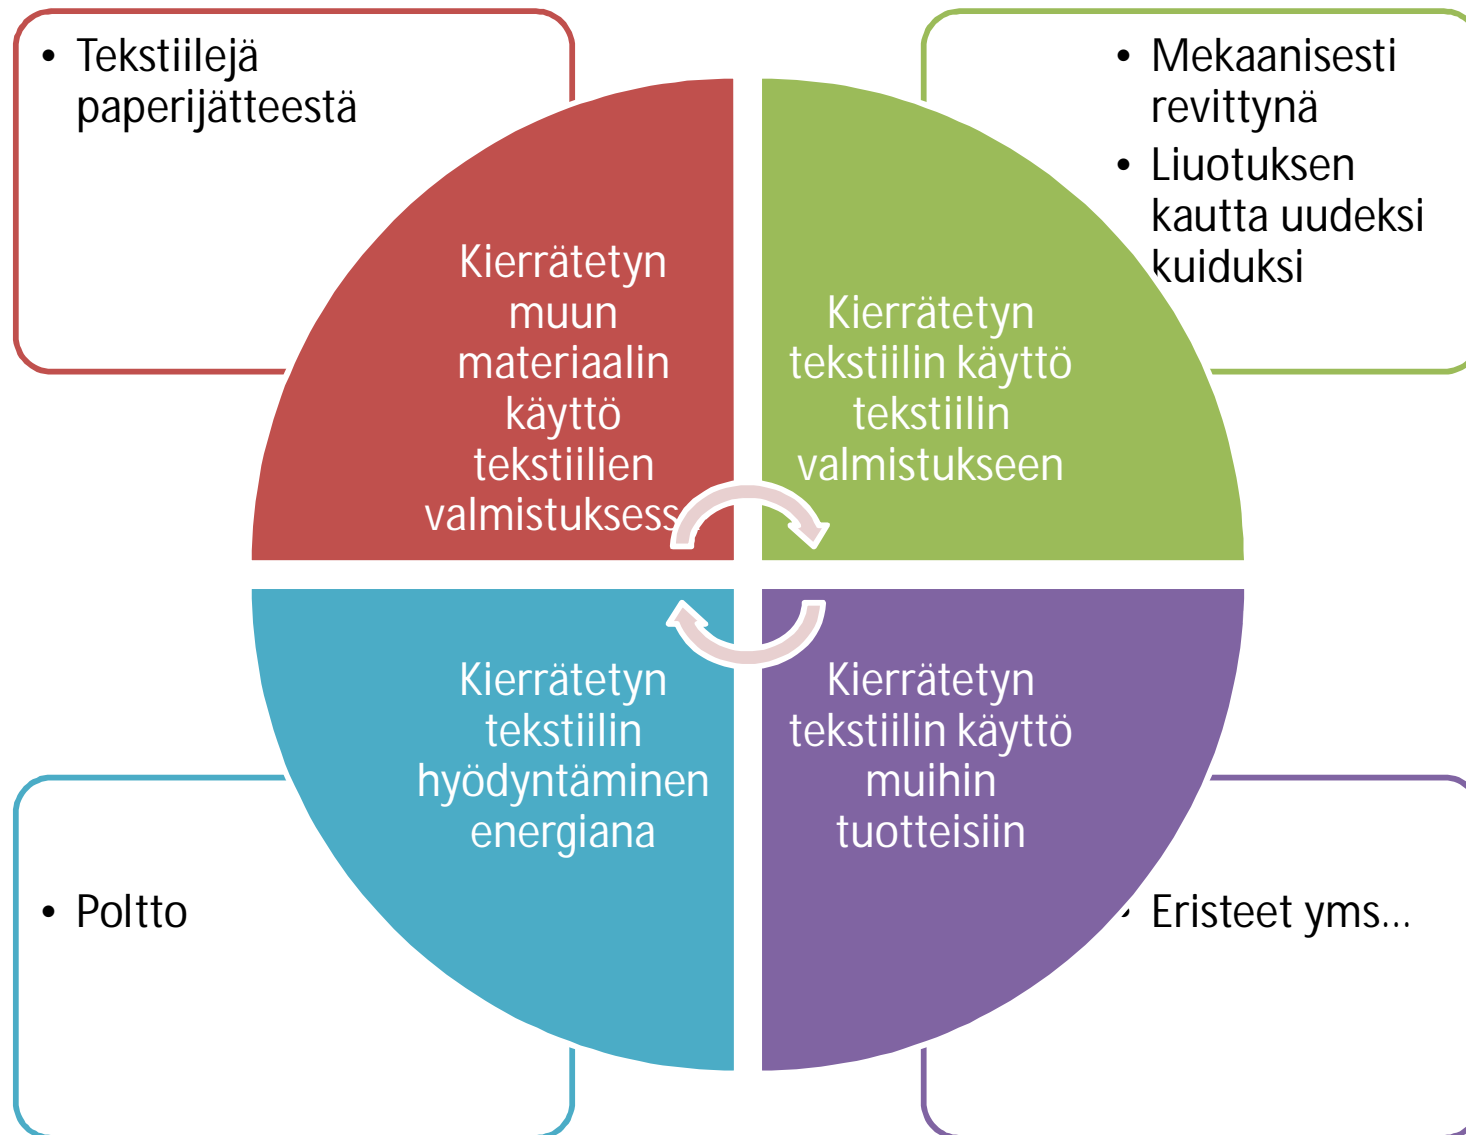 • Tekstiilejä
paperijätteestä
• Mekaanisesti
revittynä
• Liuotuksen
kautta uudeksi
kuiduksi
Kierrätetyn
muun
materiaalin
käyttö
tekstiilien
valmistuksess
Kierrätetyn
tekstiilin käyttö
tekstiilin
valmistukseen
Kierrätetyn
tekstiilin
hyödyntäminen
energiana
Kierrätetyn
tekstiilin käyttö
muihin
tuotteisiin
• Poltto
• Eristeet yms...